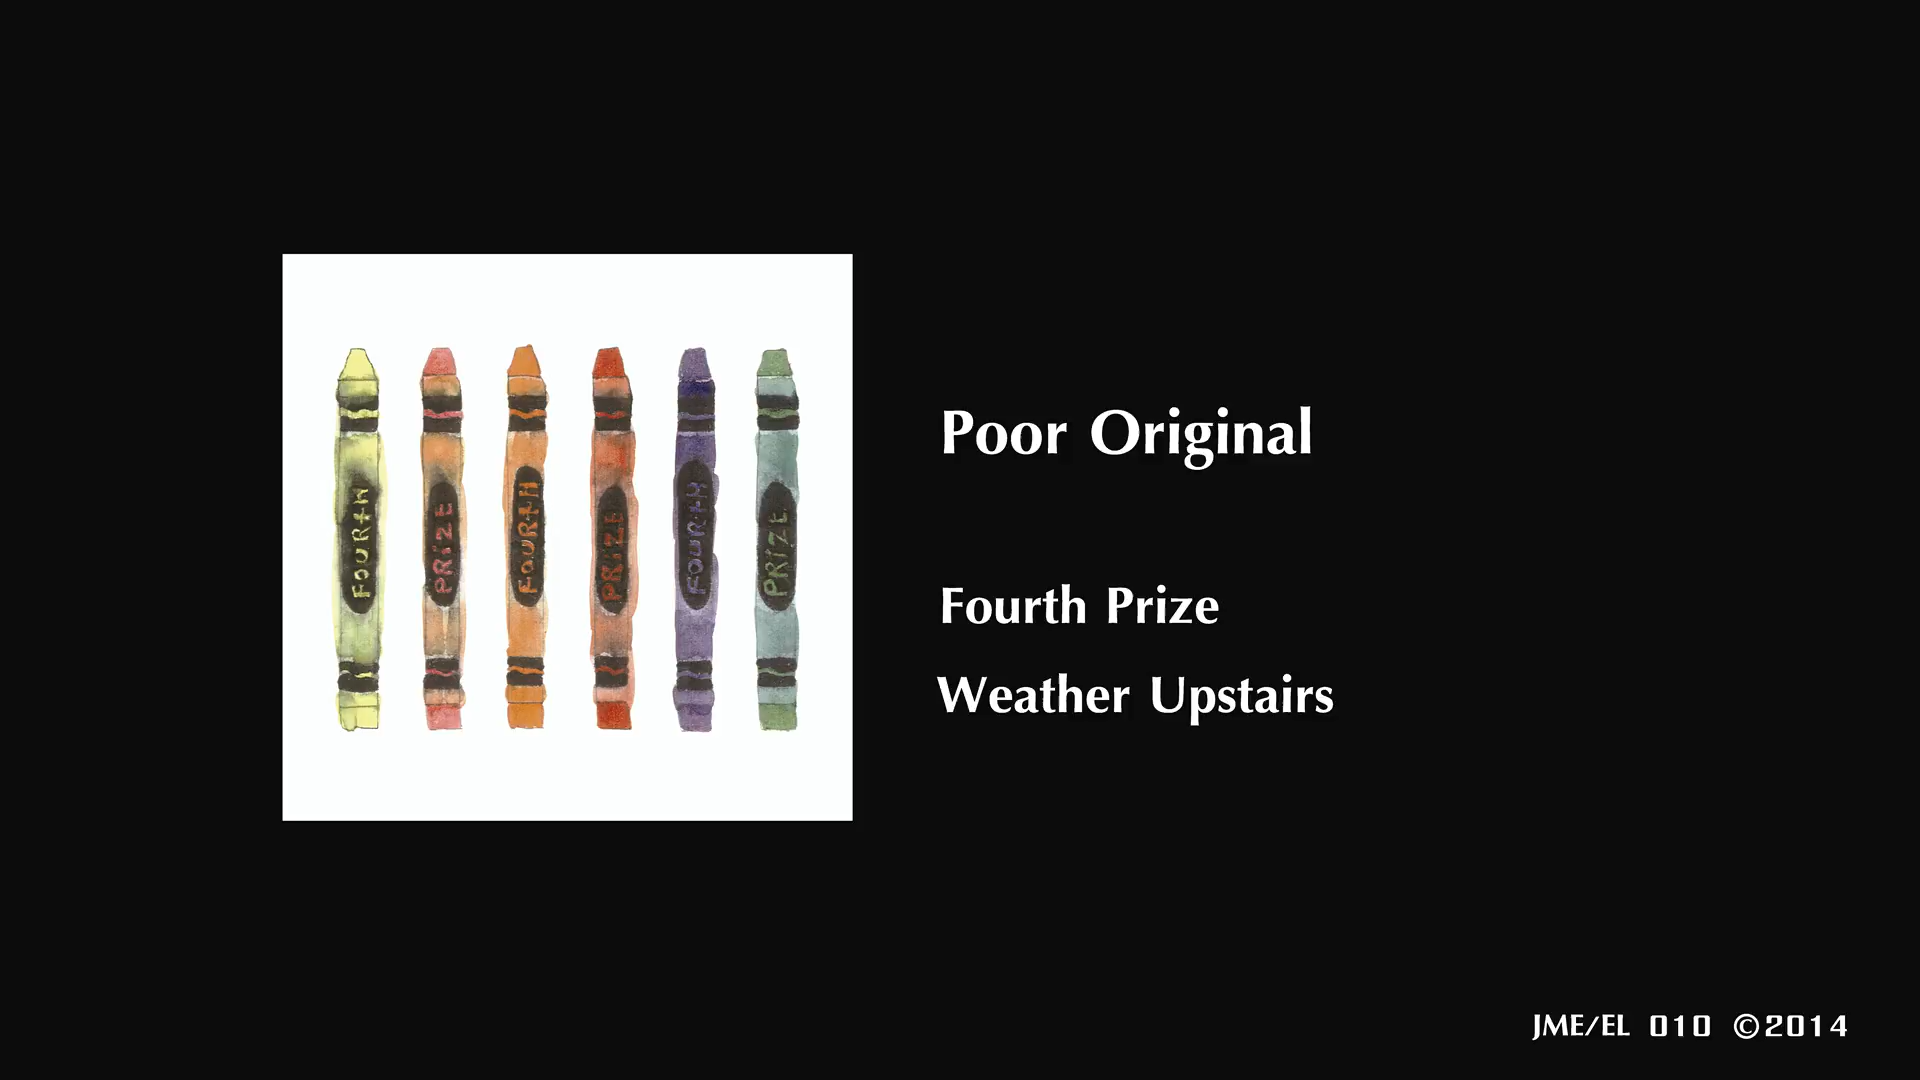 FOURTH
PRiZE
FOURTH
PRiZE
FOURTH
PRiZE
Poor Original
Fourth Prize
Weather Upstairs
JME/EL 010 ©2014